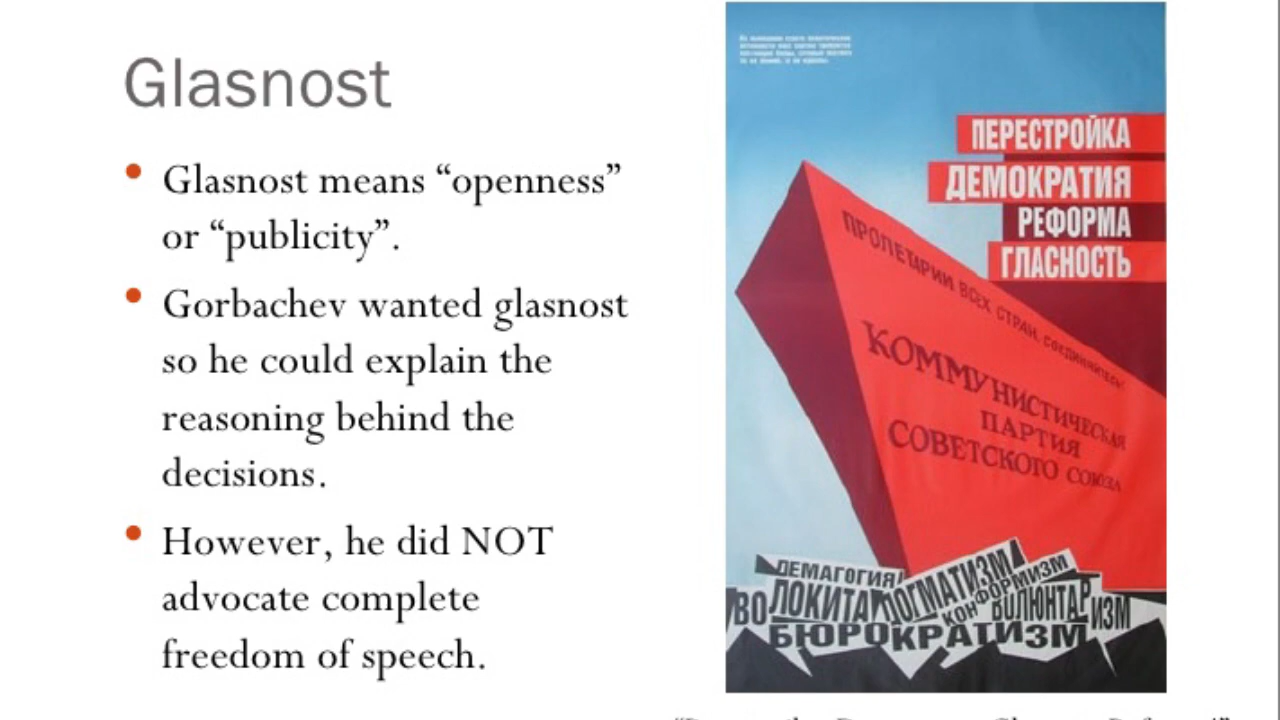 Glasnost
• Glasnost means “openness”
or “publicity”.
• Gorbachev wanted glasnost
so he could explain the
reasoning behind the
decisions.
• However, he did NOT
advocate complete
freedom of speech.
ПЕРЕСТРОЙКА
ДЕМОКРАТИЯ
РЕФОРМА
ГЛАСНОСТЬ
ПРОЛЕТАРИИ ВСЕХ СТРАН, СОЕДИНЯЙТЕСЬ!
КОММУНИСТИЧЕСКАЯ
ПАРТИЯ
СОВЕТСКОГО СОЮЗА
ДЕМАГОГИЯ
ДОГМАТИЗМ
КОНФОРМИЗМ
ВОЛОКИТА
ВОЛЮНТАРИЗМ
БЮРОКРАТИЗМ